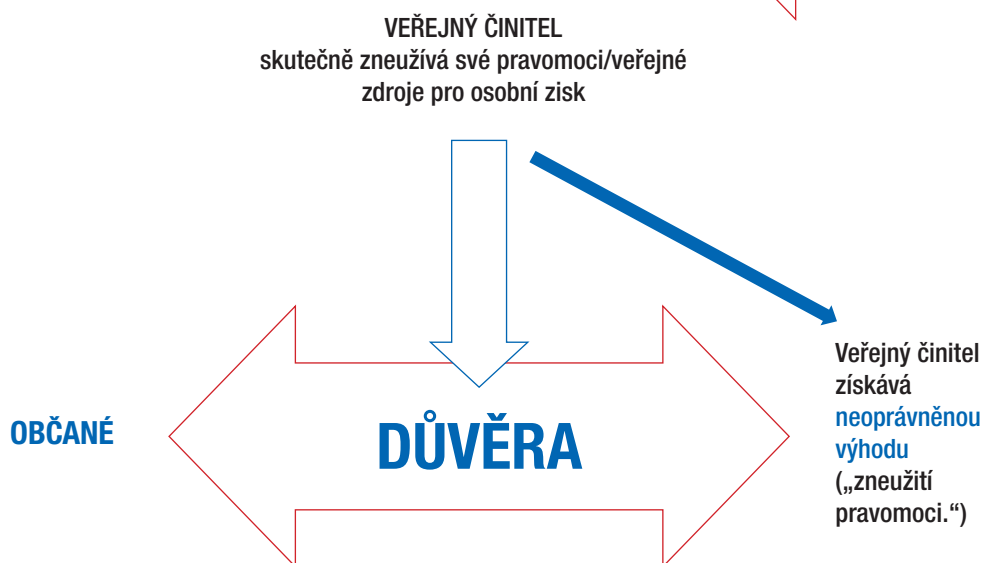 VEŘEJNÝ ČINITEL
skutečně zneužívá své pravomoci/veřejné
zdroje pro osobní zisk
OBČANÉ
DŮVĚRA
Veřejný činitel
získává
neoprávněnou
výhodu
(„zneužití
pravomoci.“)